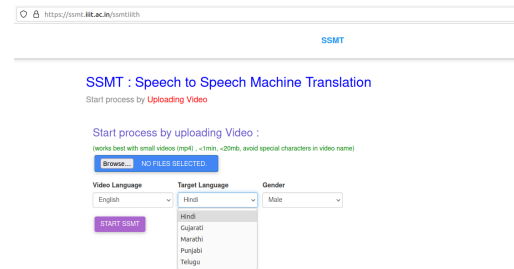 https://ssmt.iiit.ac.in/ssmtiiith
SSMT
SSMT : Speech to Speech Machine Translation
Start process by Uploading Video
Start process by uploading Video :
(works best with small videos (mp4) , <1min, <20mb, avoid special characters in video name)
Browse... NO FILES SELECTED.
Video Language Target Language Gender
English Hindi Male
START SSMT
Hindi
Gujarati
Marathi
Punjabi
Telugu